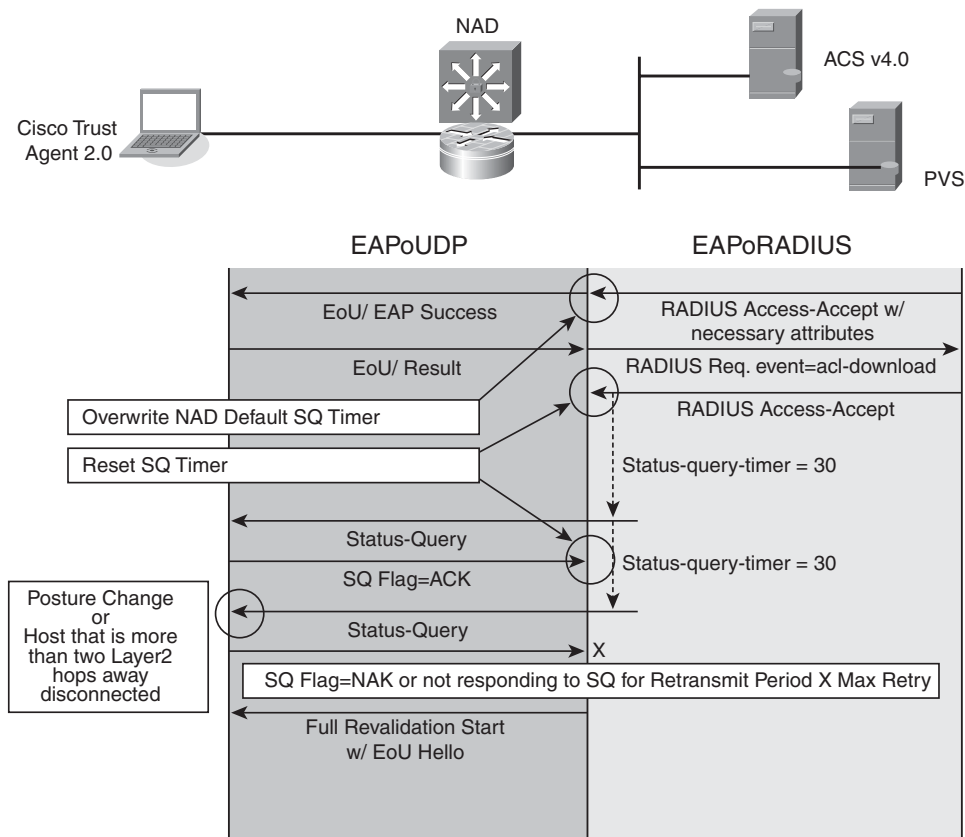 NAD
ACS v4.0
Cisco Trust
Agent 2.0
PVS
EAPoUDP
EAPoRADIUS
EoU/ EAP Success
RADIUS Access-Accept w/
necessary attributes
EoU/ Result
RADIUS Req. event=acl-download
RADIUS Access-Accept
Overwrite NAD Default SQ Timer
Reset SQ Timer
Status-query-timer = 30
Status-Query
Status-query-timer = 30
SQ Flag=ACK
Posture Change
or
Host that is more
than two Layer2
hops away
disconnected
Status-Query
X
SQ Flag=NAK or not responding to SQ for Retransmit Period X Max Retry
Full Revalidation Start
w/ EoU Hello